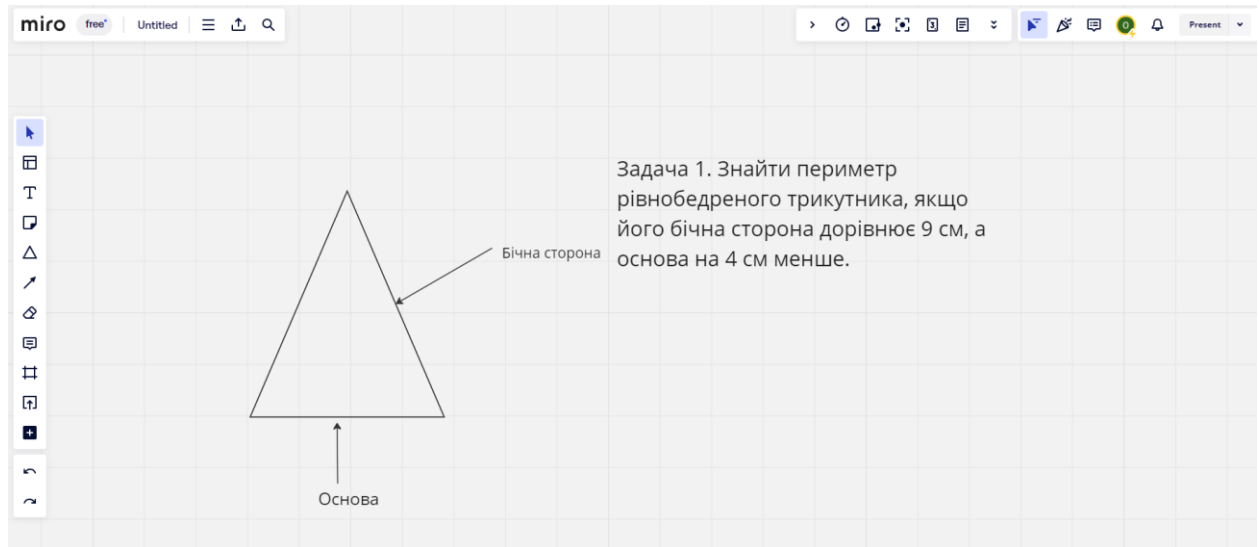 miro free Untitled
Present
Задача 1. Знайти периметр
рівнобедреного трикутника, якщо
його бічна сторона дорівнює 9 см, а
основа на 4 см менше.
Бічна сторона
Основа